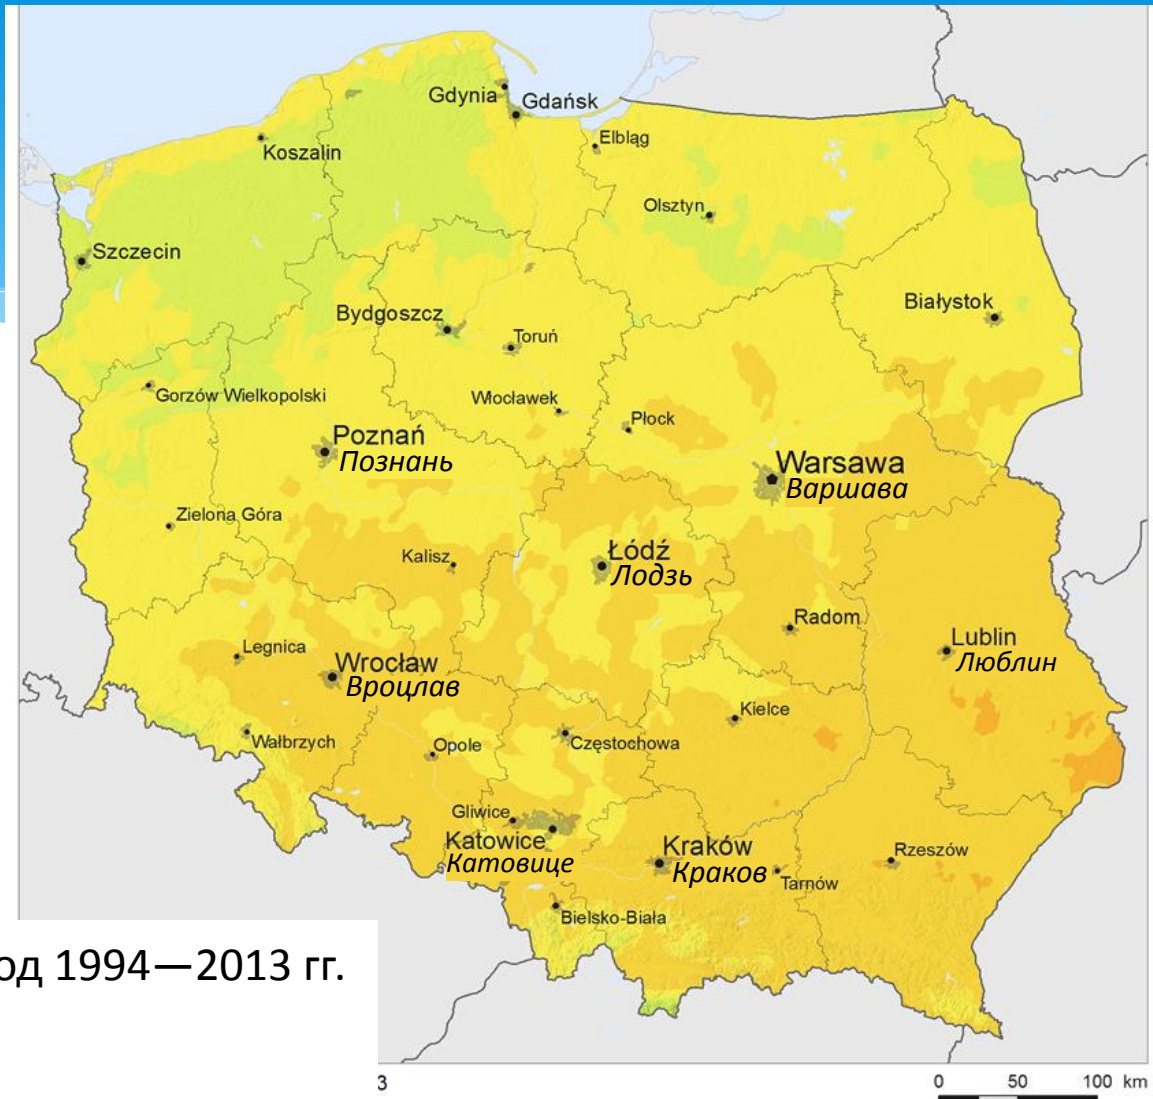 Gdynia
Gdańsk
Elbląg
Koszalin
Olsztyn
Szczecin
Białystok
Bydgoszcz
Toruń
Gorzów Wielkopolski
Włocławek
Płock
Poznań
Познань
Warsawa
Варшава
Zielona Góra
Kalisz
Łódź
Лодзь
Radom
Legnica
Lublin
Люблин
Wrocław
Вроцлав
Kielce
Wałbrzych
Opole
Częstochowa
Gliwice
Katowice
Катовице
Kraków
Краков
Rzeszów
Tarnów
Bielsko-Biała
од 1994—2013 гг.
3
0 50 100 km